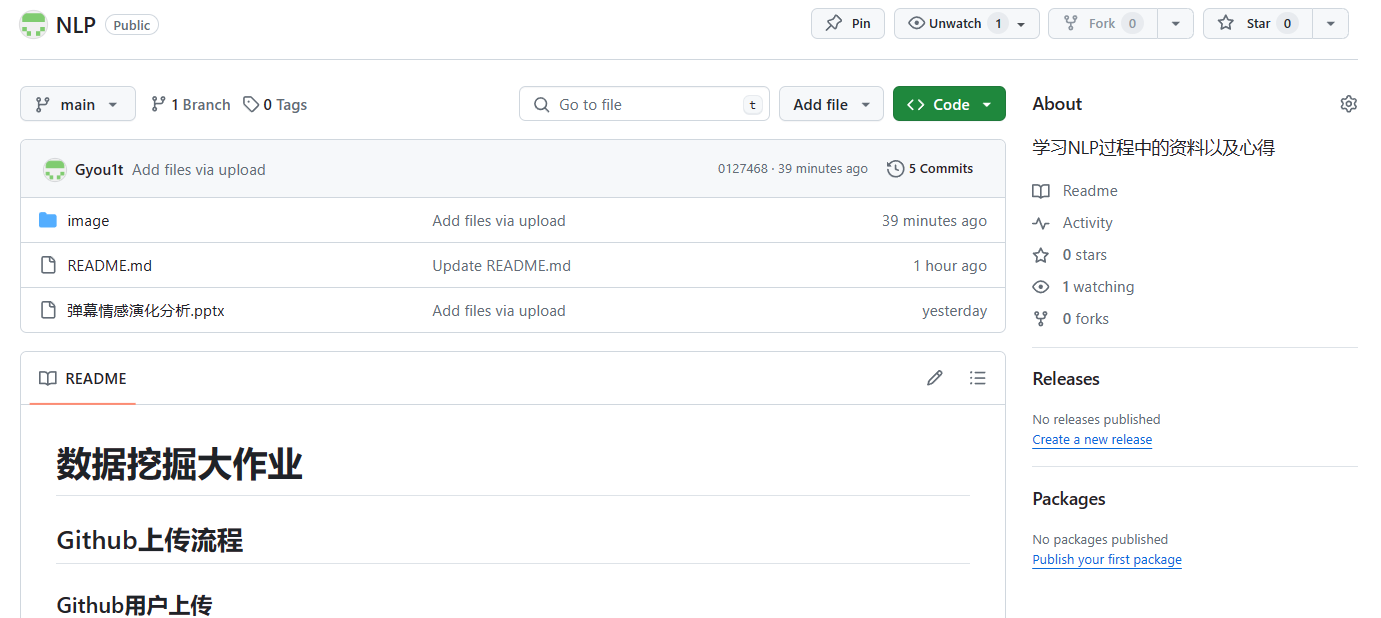 NLP Public Pin Unwatch 1 Fork 0 Star 0
main 1 Branch 0 Tags Go to file t Add file Code
Gyou1t Add files via upload 0127468 · 39 minutes ago 5 Commits
image Add files via upload 39 minutes ago
README.md Update README.md 1 hour ago
弹幕情感演化分析.pptx Add files via upload yesterday
README
数据挖掘大作业
Github上传流程
Github用户上传
About
学习NLP过程中的资料以及心得
Readme
Activity
0 stars
1 watching
0 forks
Releases
No releases published
Create a new release
Packages
No packages published
Publish your first package